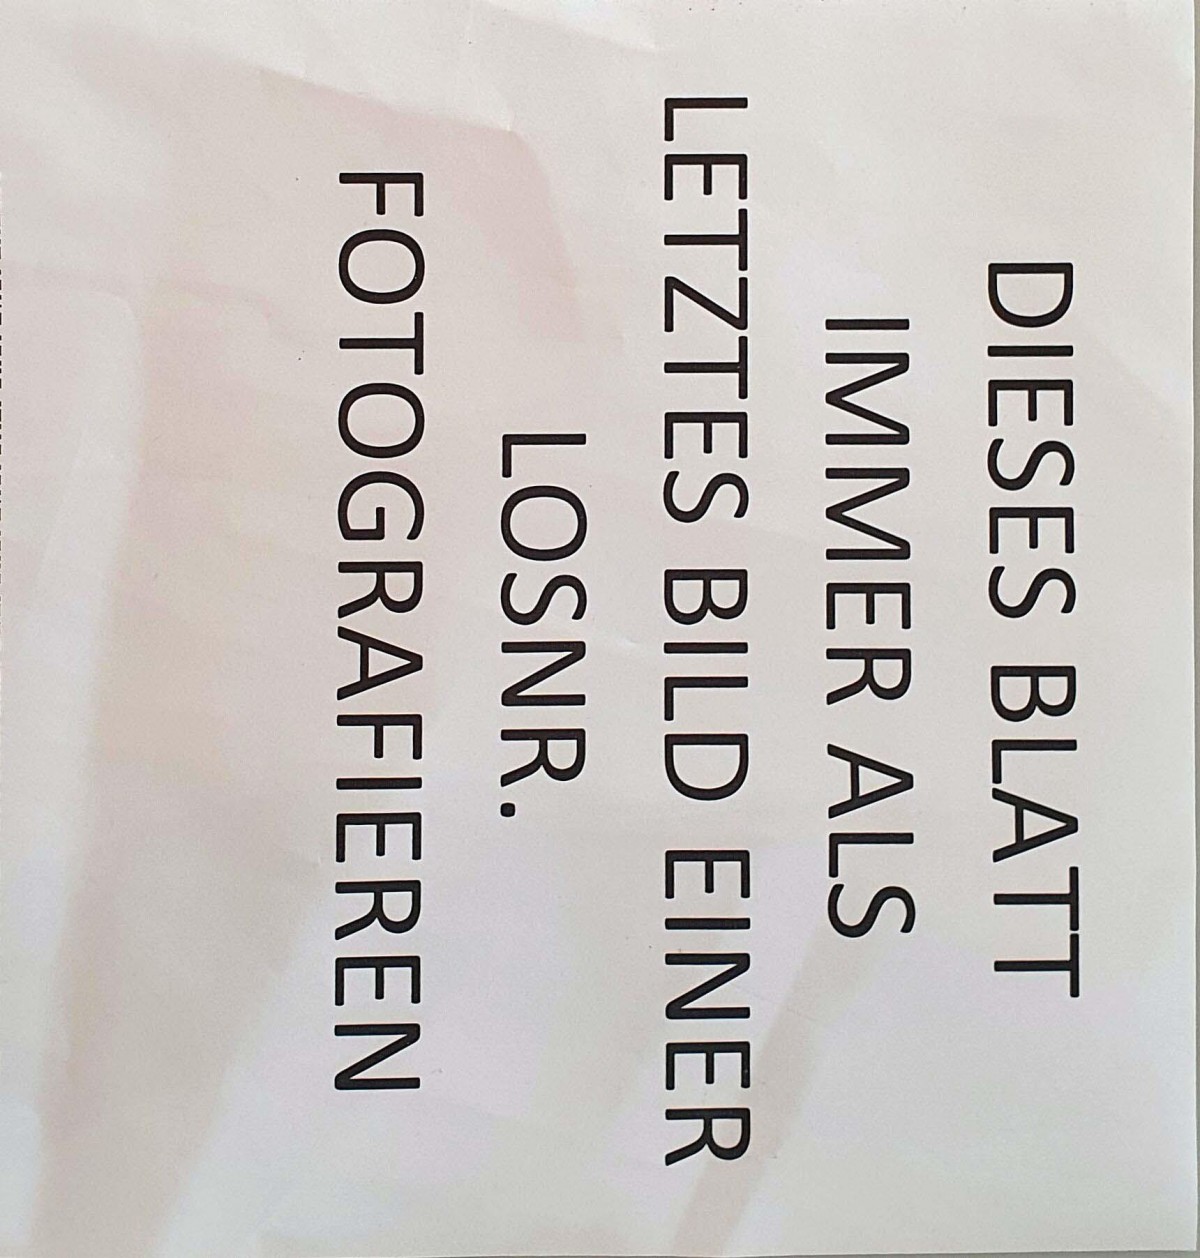 DIESES BLATT
IMMER ALS
LETZTES BILD EINER
LOSNR.
FOTOGRAFIEREN